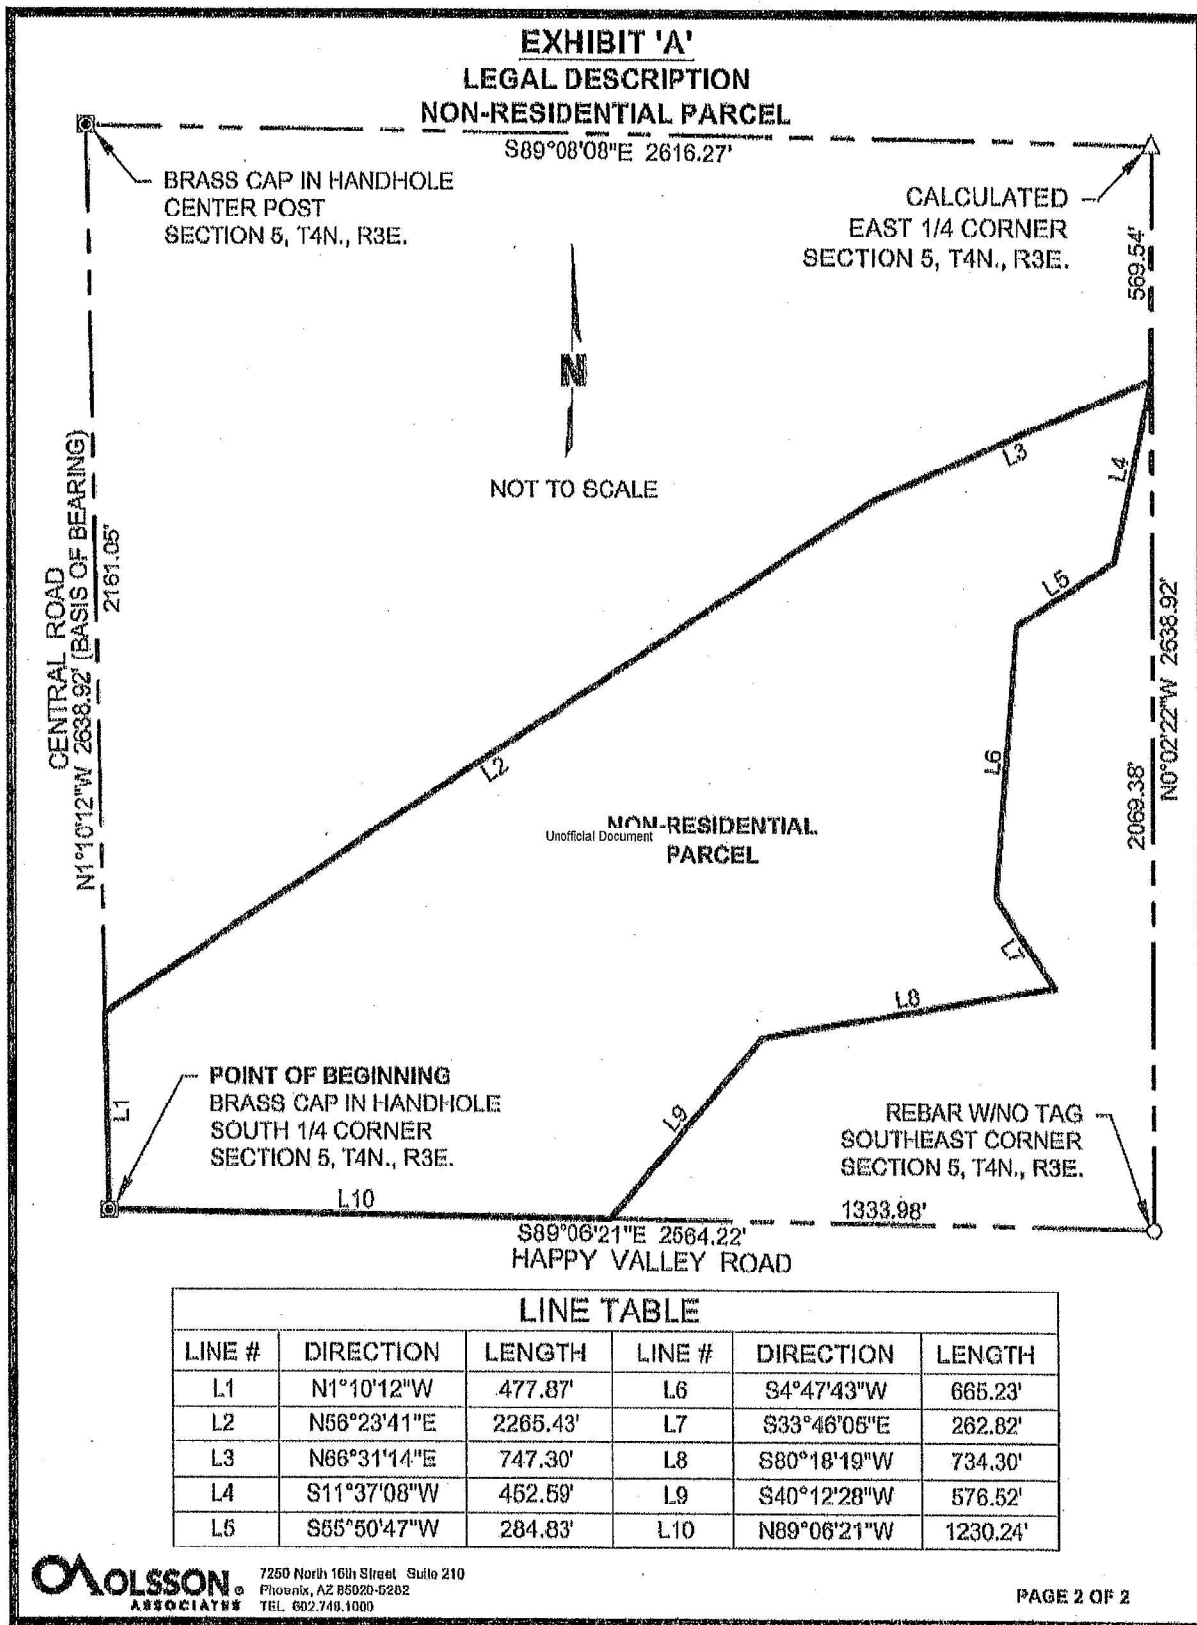 EXHIBIT 'A'
LEGAL DESCRIPTION
NON-RESIDENTIAL PARCEL
S89°08'08"E 2616.27'
BRASS CAP IN HANDHOLE
CENTER POST
SECTION 5, T4N., R3E.
CALCULATED
EAST 1/4 CORNER
SECTION 5, T4N., R3E.
569.54'
N
NOT TO SCALE
L3
L4
L5
CENTRAL ROAD
N1°10'12"W 2638.92' (BASIS OF BEARING)
2161.05'
L2
L6
N0°02'22"W 2638.92'
2069.38'
NON-RESIDENTIAL
Unofficial Document
PARCEL
L7
L8
POINT OF BEGINNING
BRASS CAP IN HANDHOLE
SOUTH 1/4 CORNER
SECTION 5, T4N., R3E.
L1
L9
REBAR W/NO TAG
SOUTHEAST CORNER
SECTION 5, T4N., R3E.
L10
1333.98'
S89°06'21"E 2564.22'
HAPPY VALLEY ROAD
LINE TABLE
LINE # DIRECTION LENGTH LINE # DIRECTION LENGTH
L1 N1°10'12"W 477.87' L6 S4°47'43"W 665.23'
L2 N56°23'41"E 2265.43' L7 S33°46'05"E 262.82'
L3 N66°31'14"E 747.30' L8 S80°18'19"W 734.30'
L4 S11°37'08"W 452.59' L9 S40°12'28"W 576.52'
L5 S55°50'47"W 284.83' L10 N89°06'21"W 1230.24'
OLSSON
ASSOCIATES
7250 North 16th Street Suite 210
Phoenix, AZ 85020-5282
TEL 602.748.1000
PAGE 2 OF 2